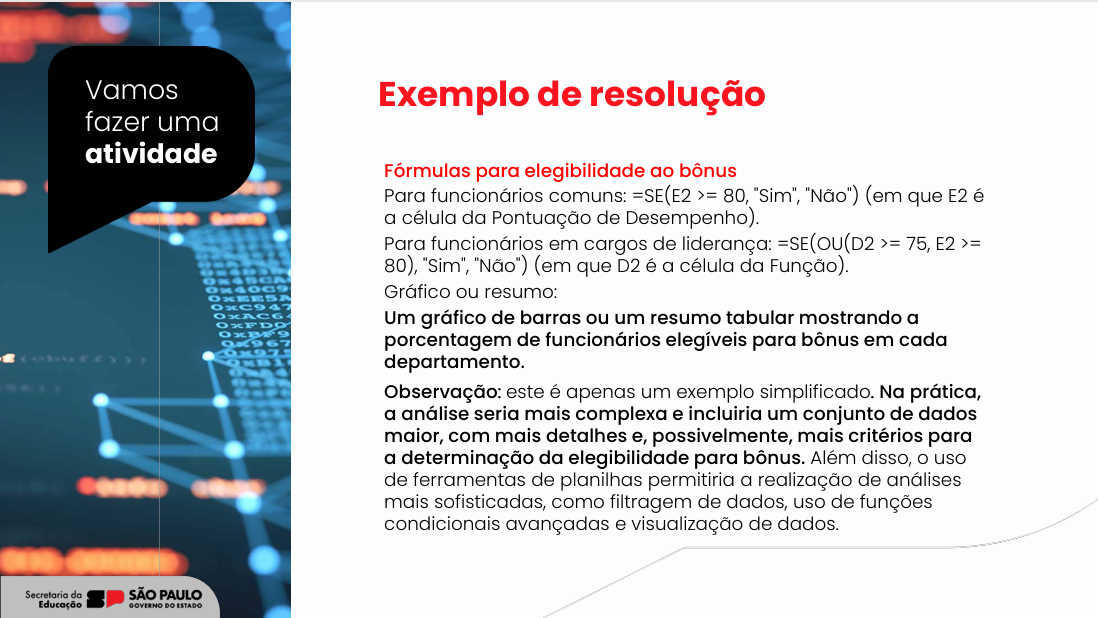 Vamos
fazer uma
atividade
Exemplo de resolução
Fórmulas para elegibilidade ao bônus
Para funcionários comuns: =SE(E2 >= 80, "Sim", "Não") (em que E2 é
a célula da Pontuação de Desempenho).
Para funcionários em cargos de liderança: =SE(OU(D2 >= 75, E2 >=
80), "Sim", "Não") (em que D2 é a célula da Função).
Gráfico ou resumo:
Um gráfico de barras ou um resumo tabular mostrando a
porcentagem de funcionários elegíveis para bônus em cada
departamento.
Observação: este é apenas um exemplo simplificado. Na prática,
a análise seria mais complexa e incluiria um conjunto de dados
maior, com mais detalhes e, possivelmente, mais critérios para
a determinação da elegibilidade para bônus. Além disso, o uso
de ferramentas de planilhas permitiria a realização de análises
mais sofisticadas, como filtragem de dados, uso de funções
condicionais avançadas e visualização de dados.
Secretaria da
Educação
SÃO PAULO
GOVERNO DO ESTADO